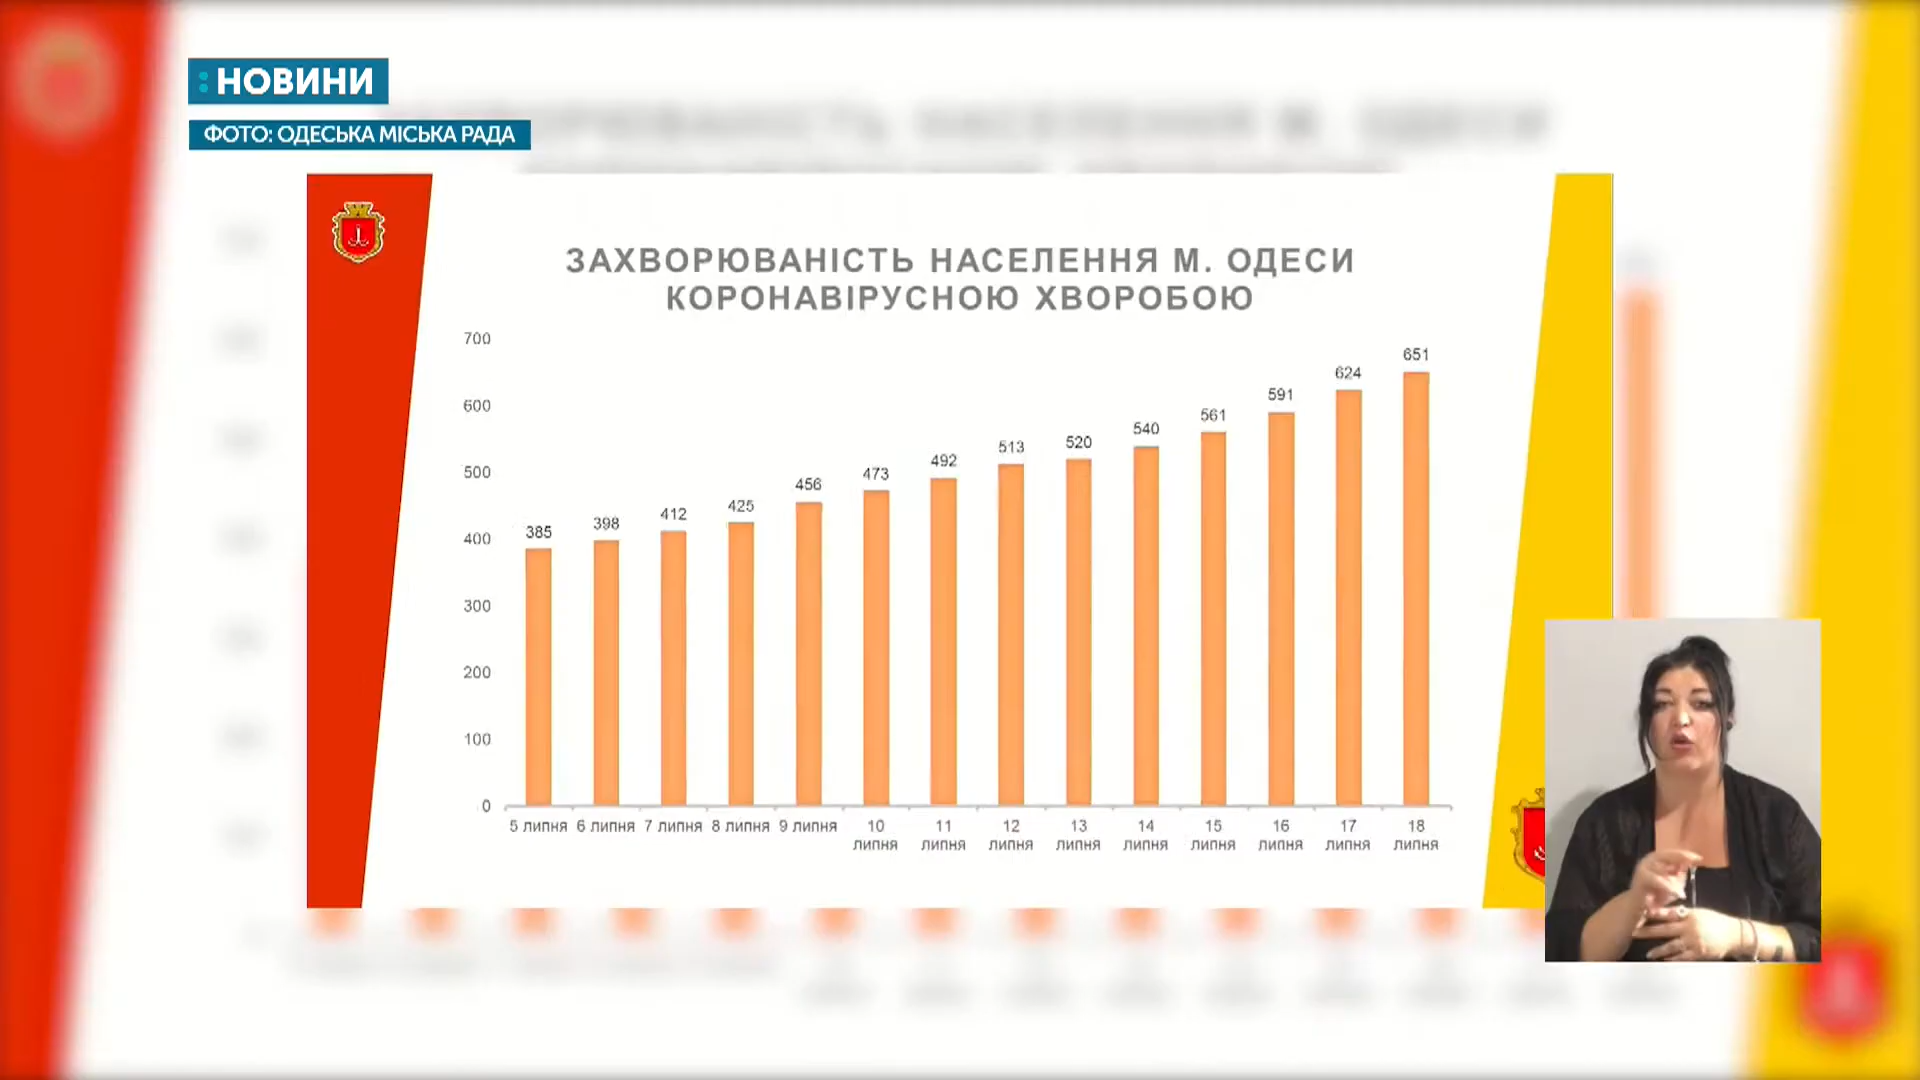 НОВИНИ
ФОТО: ОДЕСЬКА МІСЬКА РАДА
ЗАХВОРЮВАНІСТЬ НАСЕЛЕННЯ М. ОДЕСИ
КОРОНАВІРУСНОЮ ХВОРОБОЮ
700
600
500
400
300
200
100
0
385
398
412
425
456
473
492
513
520
540
561
591
624
651
5 липня
6 липня
7 липня
8 липня
9 липня
10
липня
11
липня
12
липня
13
липня
14
липня
15
липня
16
липня
17
липня
18
липня